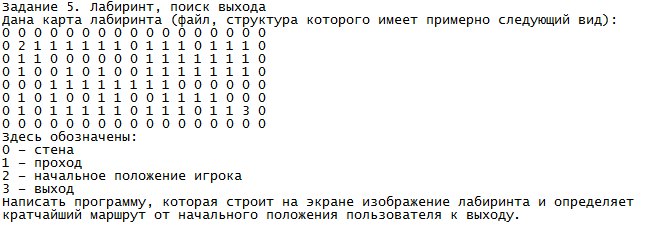 Задание 5. Лабиринт, поиск выхода
Дана карта лабиринта (файл, структура которого имеет примерно следующий вид):
0 0 0 0 0 0 0 0 0 0 0 0 0 0 0 0 0
0 2 1 1 1 1 1 1 0 1 1 1 0 1 1 1 0
0 1 1 0 0 0 0 0 0 1 1 1 1 1 1 1 0
0 1 0 0 1 1 1 1 0 1 1 1 1 1 1 1 0
0 0 0 1 1 1 1 1 1 1 1 0 0 0 0 0 0
0 1 0 1 0 0 1 1 0 0 1 1 1 1 0 0 0
0 1 0 1 1 1 1 1 0 1 1 1 0 1 1 3 0
0 0 0 0 0 0 0 0 0 0 0 0 0 0 0 0 0
Здесь обозначены:
0 – стена
1 – проход
2 – начальное положение игрока
3 – выход
Написать программу, которая строит на экране изображение лабиринта и определяет
кратчайший маршрут от начального положения пользователя к выходу.